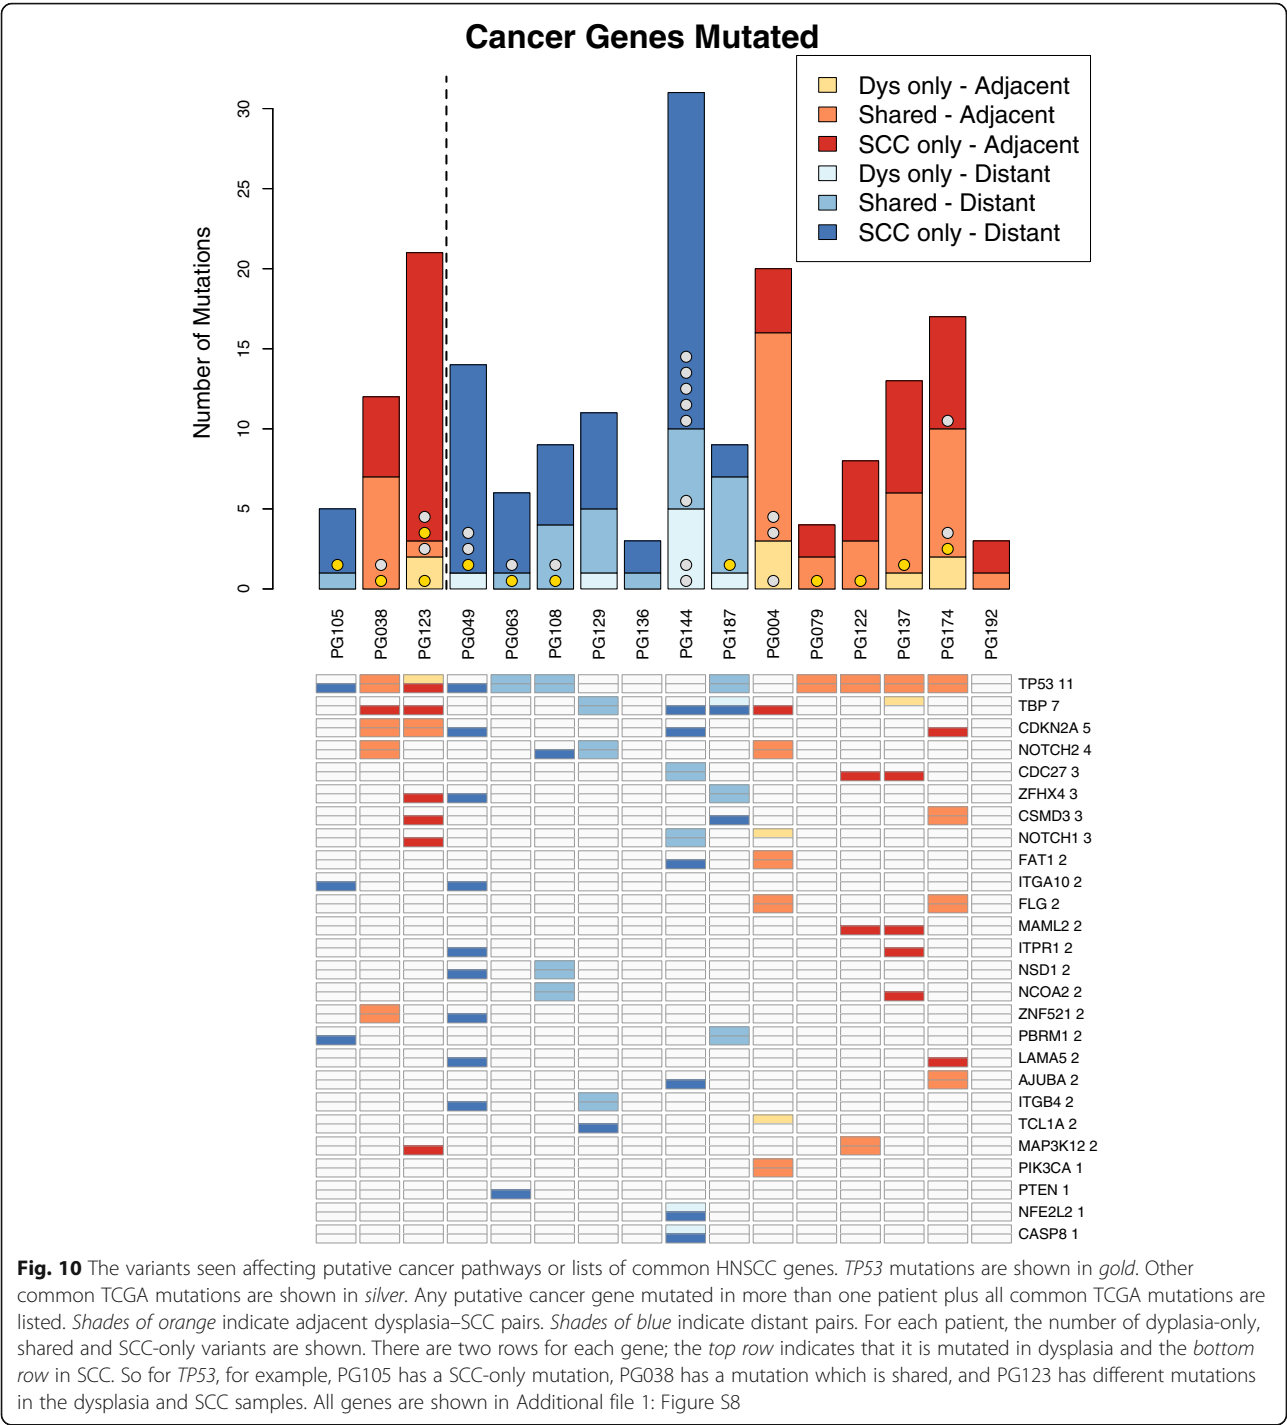 Cancer Genes Mutated
Dys only - Adjacent
Shared - Adjacent
SCC only - Adjacent
Dys only - Distant
Shared - Distant
SCC only - Distant
Number of Mutations
30
25
20
15
10
5
0
PG105
PG038
PG123
PG049
PG063
PG108
PG129
PG136
PG144
PG187
PG004
PG079
PG122
PG137
PG174
PG192
TP53 11
TBP 7
CDKN2A 5
NOTCH2 4
CDC27 3
ZFHX4 3
CSMD3 3
NOTCH1 3
FAT1 2
ITGA10 2
FLG 2
MAML2 2
ITPR1 2
NSD1 2
NCOA2 2
ZNF521 2
PBRM1 2
LAMA5 2
AJUBA 2
ITGB4 2
TCL1A 2
MAP3K12 2
PIK3CA 1
PTEN 1
NFE2L2 1
CASP8 1
Fig. 10 The variants seen affecting putative cancer pathways or lists of common HNSCC genes. TP53 mutations are shown in gold. Other
common TCGA mutations are shown in silver. Any putative cancer gene mutated in more than one patient plus all common TCGA mutations are
listed. Shades of orange indicate adjacent dysplasia–SCC pairs. Shades of blue indicate distant pairs. For each patient, the number of dyplasia-only,
shared and SCC-only variants are shown. There are two rows for each gene; the top row indicates that it is mutated in dysplasia and the bottom
row in SCC. So for TP53, for example, PG105 has a SCC-only mutation, PG038 has a mutation which is shared, and PG123 has different mutations
in the dysplasia and SCC samples. All genes are shown in Additional file 1: Figure S8